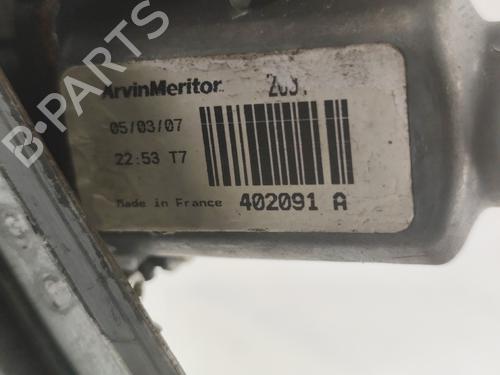 B-PARTS
ArvinMeritor
05/03/07
22:53 T7
Made in France 402091 A